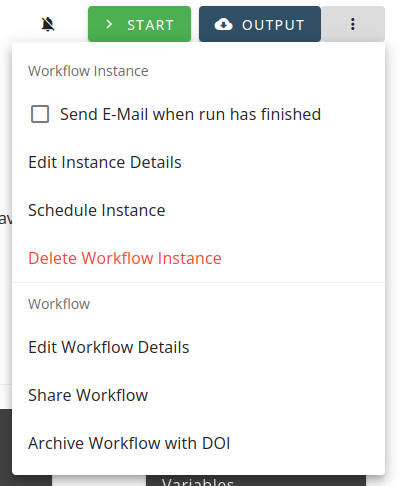 START
OUTPUT
Workflow Instance
Send E-Mail when run has finished
Edit Instance Details
Schedule Instance
Delete Workflow Instance
Workflow
Edit Workflow Details
Share Workflow
Archive Workflow with DOI
Variables